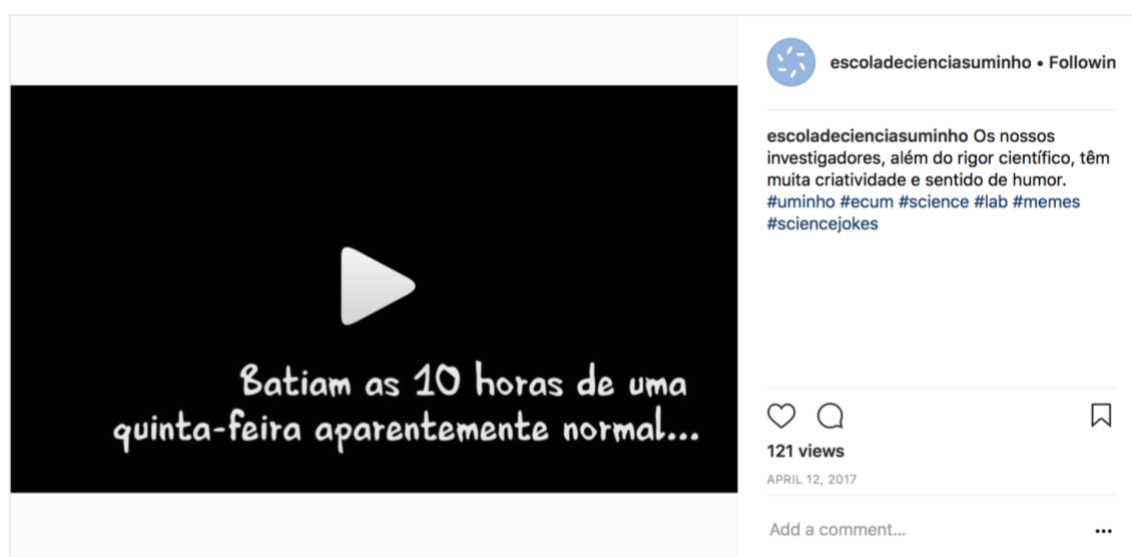 Batiam as 10 horas de uma
quinta-feira aparentemente normal...
escoladecienciasuminho • Followin
escoladecienciasuminho Os nossos
investigadores, além do rigor científico, têm
muita criatividade e sentido de humor.
#uminho #ecum #science #lab #memes
#sciencejokes
121 views
APRIL 12, 2017
Add a comment...